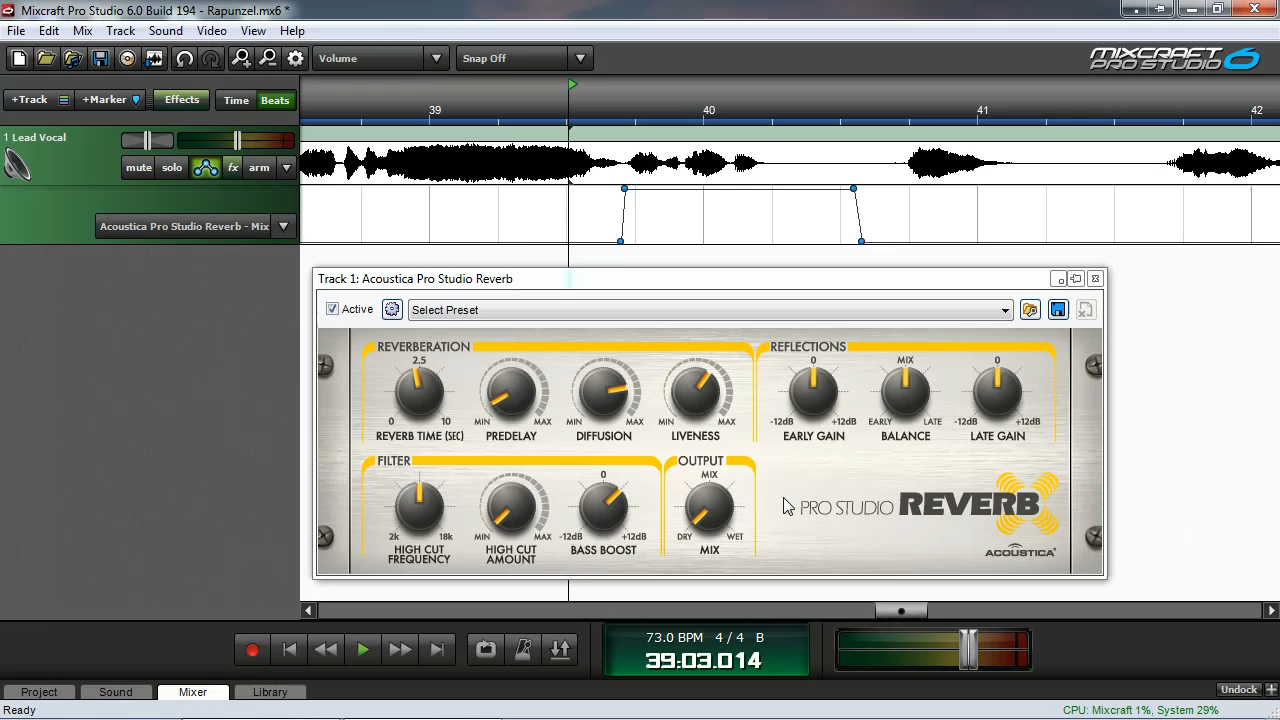 Mixcraft Pro Studio 6.0 Build 194 - Rapunzel.mx6 *
File Edit Mix Track Sound Video View Help
Volume Snap Off MIXCRAFT PRO STUDIO 6
+Track +Marker Effects Time Beats 39 40 41 42
1 Lead Vocal
mute solo fx arm
Acoustica Pro Studio Reverb - Mix
Track 1: Acoustica Pro Studio Reverb
Active Select Preset
REVERBERATION REFLECTIONS
2.5 0 MIX 0
0 10 MIN MAX MIN MAX MIN MAX -12dB +12dB EARLY LATE -12dB +12dB
REVERB TIME (SEC) PREDELAY DIFFUSION LIVENESS EARLY GAIN BALANCE LATE GAIN
FILTER OUTPUT
0 MIX
PRO STUDIO REVERB X
2k 18k MIN MAX -12dB +12dB DRY WET
HIGH CUT FREQUENCY HIGH CUT AMOUNT BASS BOOST MIX
ACOUSTICA
73.0 BPM 4 / 4 B
39:03.014
Project Sound Mixer Library Undock +
Ready CPU: Mixcraft 1%, System 29%